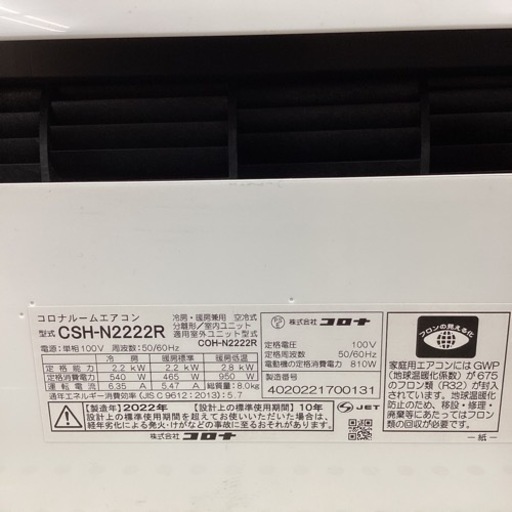 コロナルームエアコン
型式 CSH-N2222R
冷房・暖房兼用 空冷式
分離形/室内ユニット
適用室外ユニット型式
COH-N2222R
電源:単相100V 周波数:50/60Hz
冷 房 暖房標準 暖房低温
定格能力 2.2 kW 2.2 kW 2.8 kW
定格消費電力 540 W 465 W 950 W
運転電流 6.35 A 5.47 A 総質量:8.0kg
通年エネルギー消費効率(JIS C 9612:2013):5.7
株式会社 コロナ
定格電圧 100V
定格周波数 50/60Hz
電動機の定格消費電力 810W
製造番号
4020221700131
【製造年】2022年 【設計上の標準使用期間】10年
設計上の標準使用期間を超えてお使いいただいた場合は、
経年劣化による発火・けがなどの事故に至るおそれがあります。
株式会社 コロナ
JET
フロンの見える化
家庭用エアコンにはGWP
(地球温暖化係数)が675
のフロン類(R32)が封入
されています。地球温暖化
防止のため、移設・修理・
廃棄等にあたってはフロン
類の回収が必要です。
－紙－